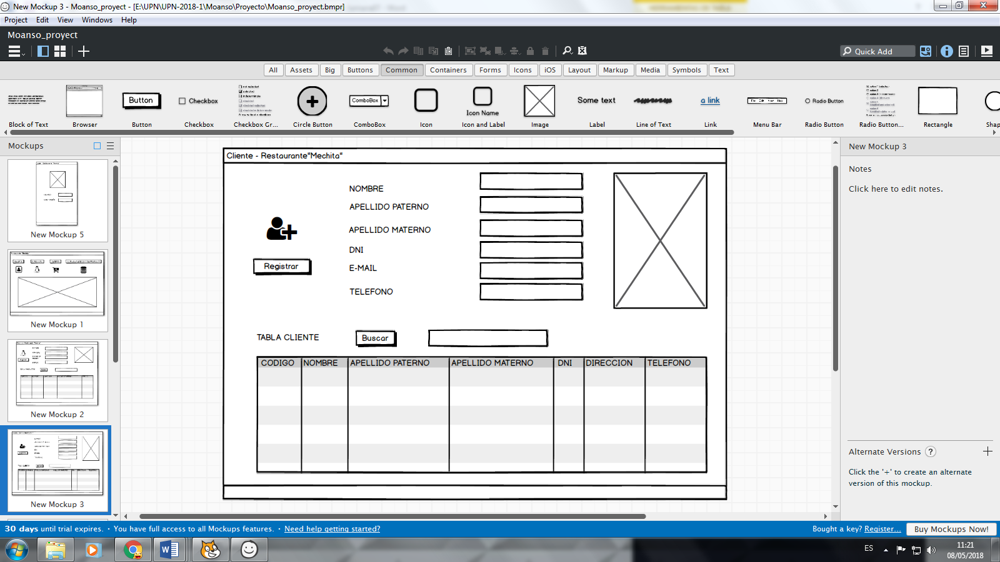 New Mockup 3 - Moanso_proyect - [E:\UPN\UPN-2018-1\Moanso\Proyecto\Moanso_proyect.bmpr]
Project Edit View Windows Help
Moanso_proyect
Quick Add
All Assets Big Buttons Common Containers Forms Icons iOS Layout Markup Media Symbols Text
Button
Checkbox
ComboBox
Icon Name
Some text
a link
Radio Button
Block of Text Browser Button Checkbox Checkbox Gr... Circle Button ComboBox Icon Icon and Label Image Label Line of Text Link Menu Bar Radio Button Radio Button... Rectangle Shap
Mockups
New Mockup 5
New Mockup 1
New Mockup 2
New Mockup 3
Cliente - Restaurante"Mechita"
NOMBRE
APELLIDO PATERNO
APELLIDO MATERNO
DNI
E-MAIL
TELEFONO
Registrar
TABLA CLIENTE Buscar
CODIGO NOMBRE APELLIDO PATERNO APELLIDO MATERNO DNI DIRECCION TELEFONO
New Mockup 3
Notes
Click here to edit notes.
Alternate Versions ?
Click the '+' to create an alternate
version of this mockup.
30 days until trial expires. · You have full access to all Mockups features. · Need help getting started?
Bought a key? Register... Buy Mockups Now!
ES
11:21
08/05/2018